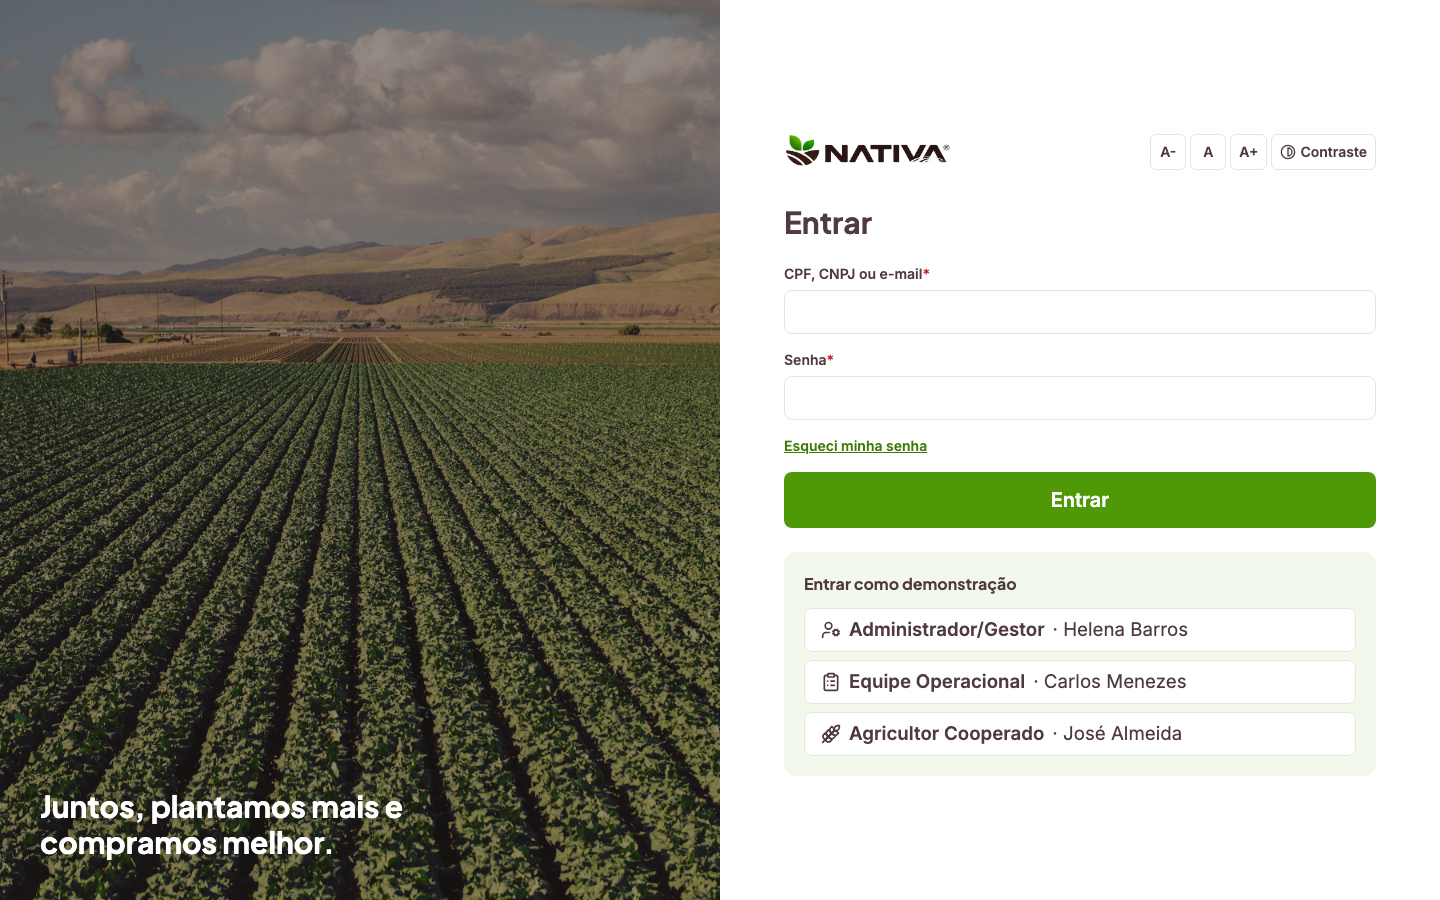 NATIVA®
A-
A
A+
Contraste
Entrar
CPF, CNPJ ou e-mail*
Senha*
Esqueci minha senha
Entrar
Entrar como demonstração
Administrador/Gestor · Helena Barros
Equipe Operacional · Carlos Menezes
Agricultor Cooperado · José Almeida
Juntos, plantamos mais e
compramos melhor.